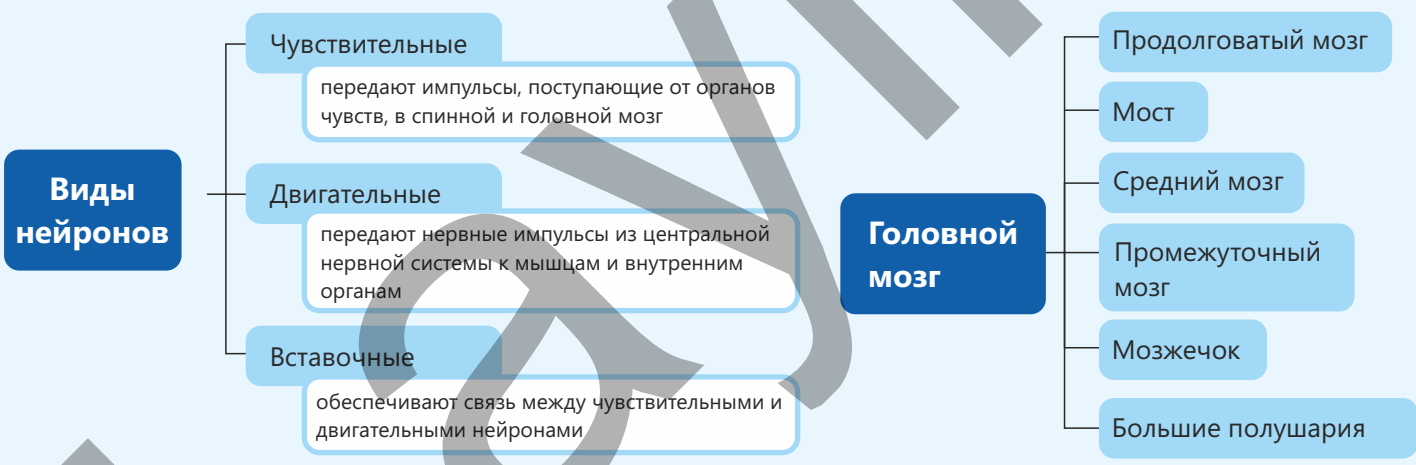 Виды
нейронов
Чувствительные
передают импульсы, поступающие от органов
чувств, в спинной и головной мозг
Двигательные
передают нервные импульсы из центральной
нервной системы к мышцам и внутренним
органам
Вставочные
обеспечивают связь между чувствительными и
двигательными нейронами
Головной
мозг
Продолговатый мозг
Мост
Средний мозг
Промежуточный
мозг
Мозжечок
Большие полушария